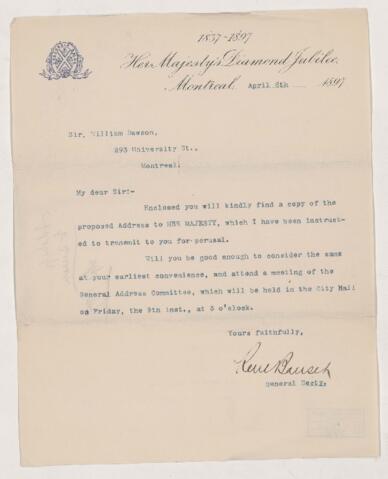 1837-1897
Her Majesty's Diamond Jubilee.
Montreal, April 6th 1897
Sir. William Dawson,
293 University St.,
Montreal.
My dear Sir:-
Enclosed you will kindly find a copy of the
proposed Address to HER MAJESTY, which I have been instruct-
ed to transmit to you for perusal.
Will you be good enough to consider the same
at your earliest convenience, and attend a meeting of the
General Address Committee, which will be held in the City Hall
on Friday, the 9th inst., at 3 o'clock.
Yours faithfully,
General Sec'ty.